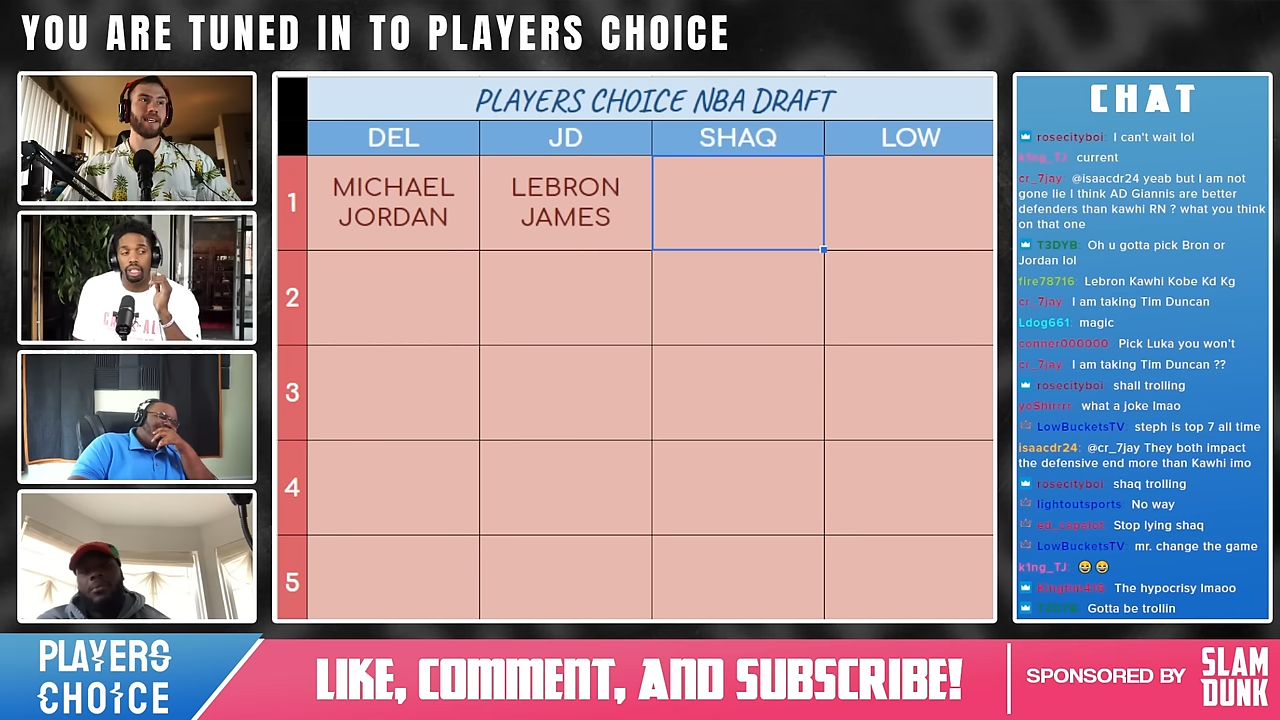 YOU ARE TUNED IN TO PLAYERS CHOICE
PLAYERS CHOICE NBA DRAFT
DEL JD SHAQ LOW
1 MICHAEL JORDAN LEBRON JAMES
2
3
4
5
CHAT
rosecityboi I can't wait lol
k1ng_TJ: current
cr_7jay: @isaacdr24 yeab but I am not
gone lie I think AD Giannis are better
defenders than kawhi RN ? what you think
on that one
T3DYB: Oh u gotta pick Bron or
Jordan lol
fire78716: Lebron Kawhi Kobe Kd Kg
cr_7jay: I am taking Tim Duncan
Ldog661: magic
conner000000: Pick Luka you won't
cr_7jay: I am taking Tim Duncan ??
rosecityboi shall trolling
yoShirrrr: what a joke lmao
LowBucketsTV: steph is top 7 all time
isaacdr24: @cr_7jay They both impact
the defensive end more than Kawhi imo
rosecityboi shaq trolling
lightoutsports: No way
Stop lying shaq
LowBucketsTV: mr. change the game
k1ng_TJ: 😂 😂
The hypocrisy lmaoo
T3DYB: Gotta be trollin
PLAYERS
CHOICE
LIKE, COMMENT, AND SUBSCRIBE!
SPONSORED BY
SLAM
DUNK